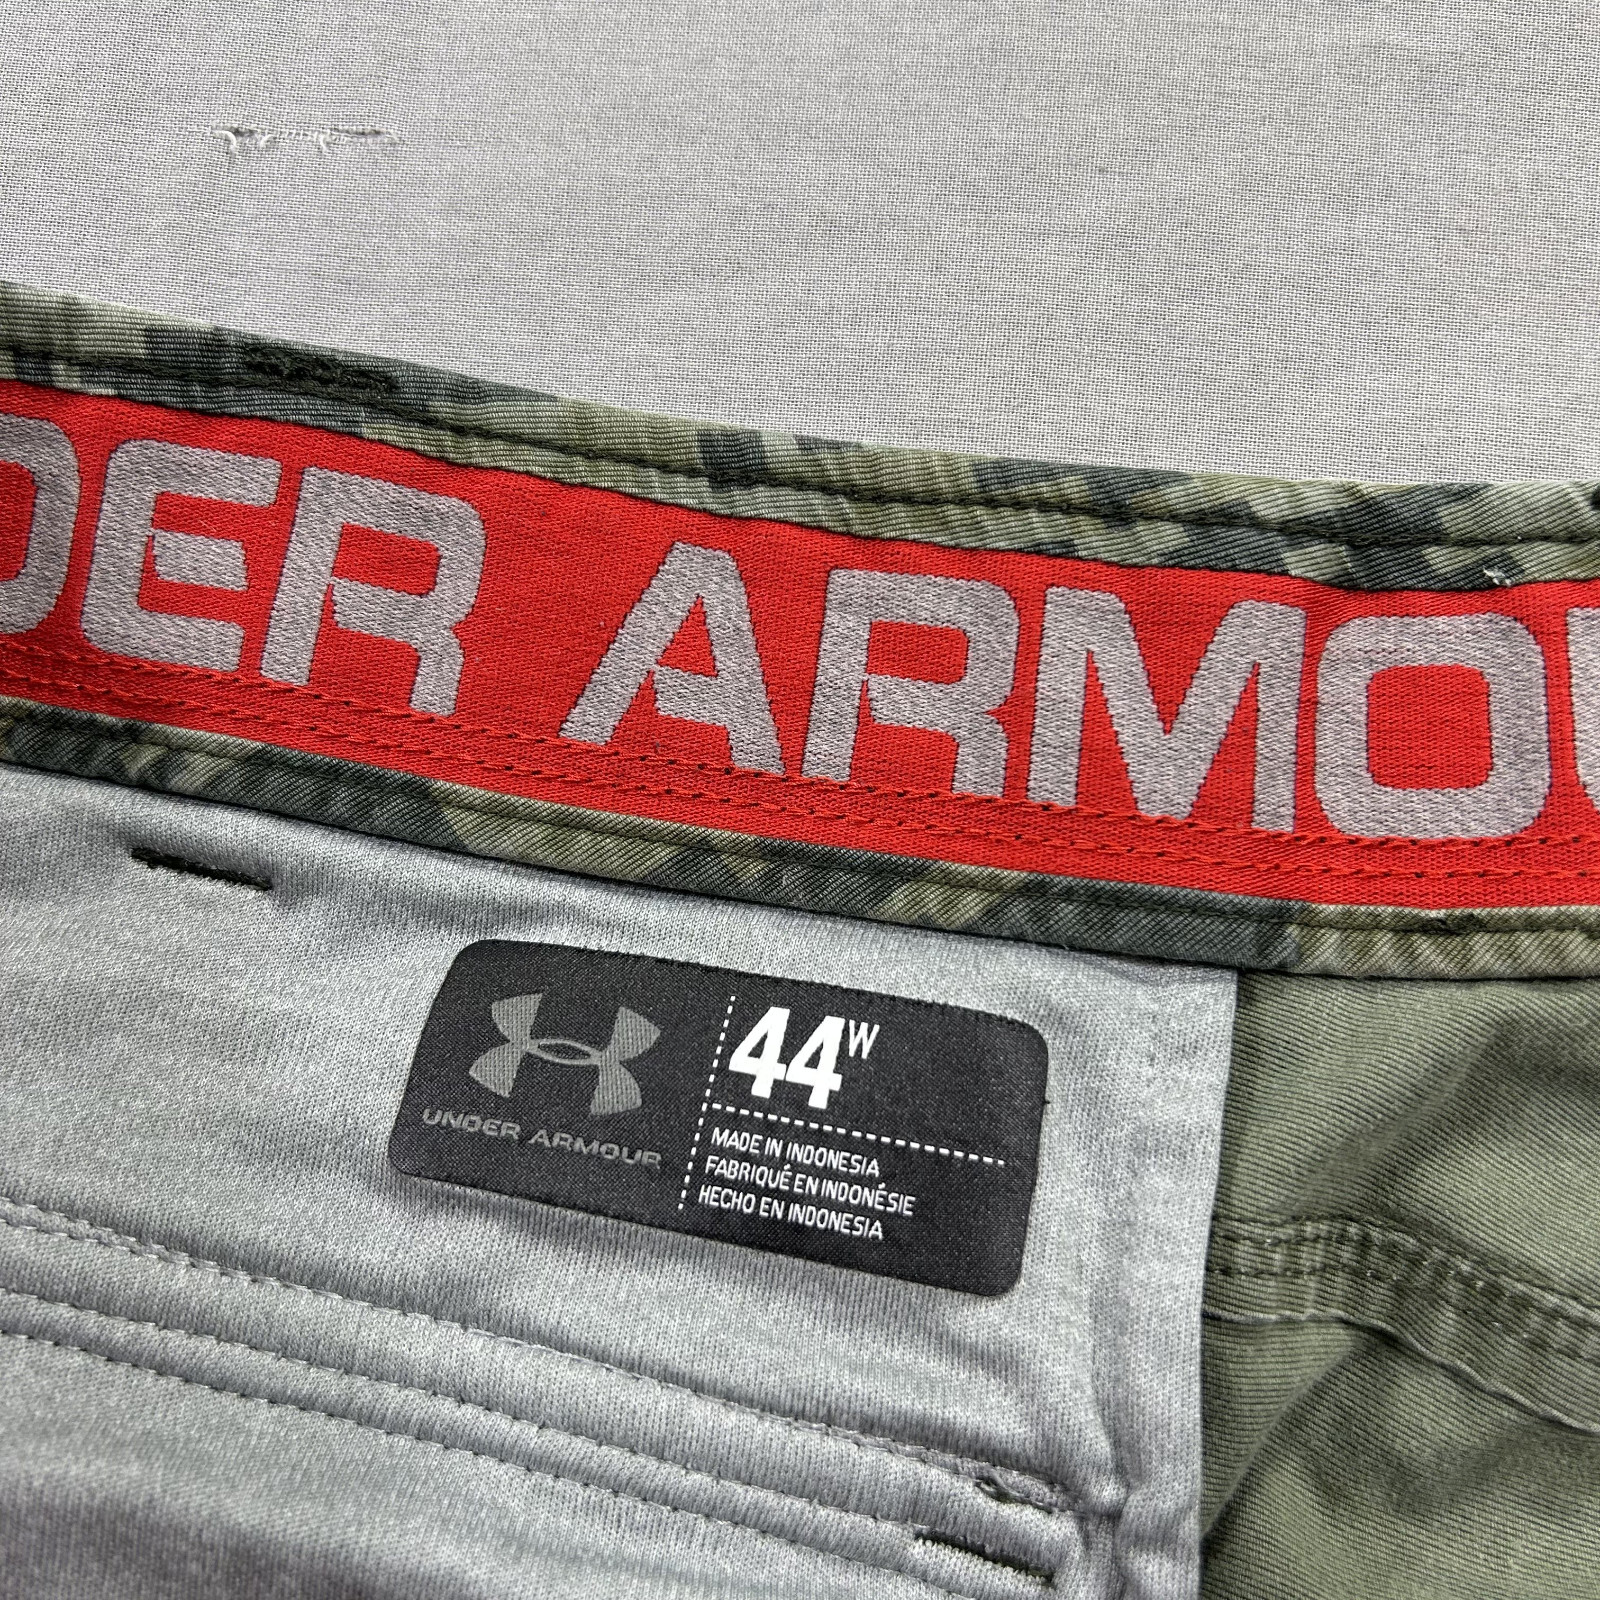 DER ARMOU
UNDER ARMOUR
44W
MADE IN INDONESIA
FABRIQUÉ EN INDONÉSIE
HECHO EN INDONESIA